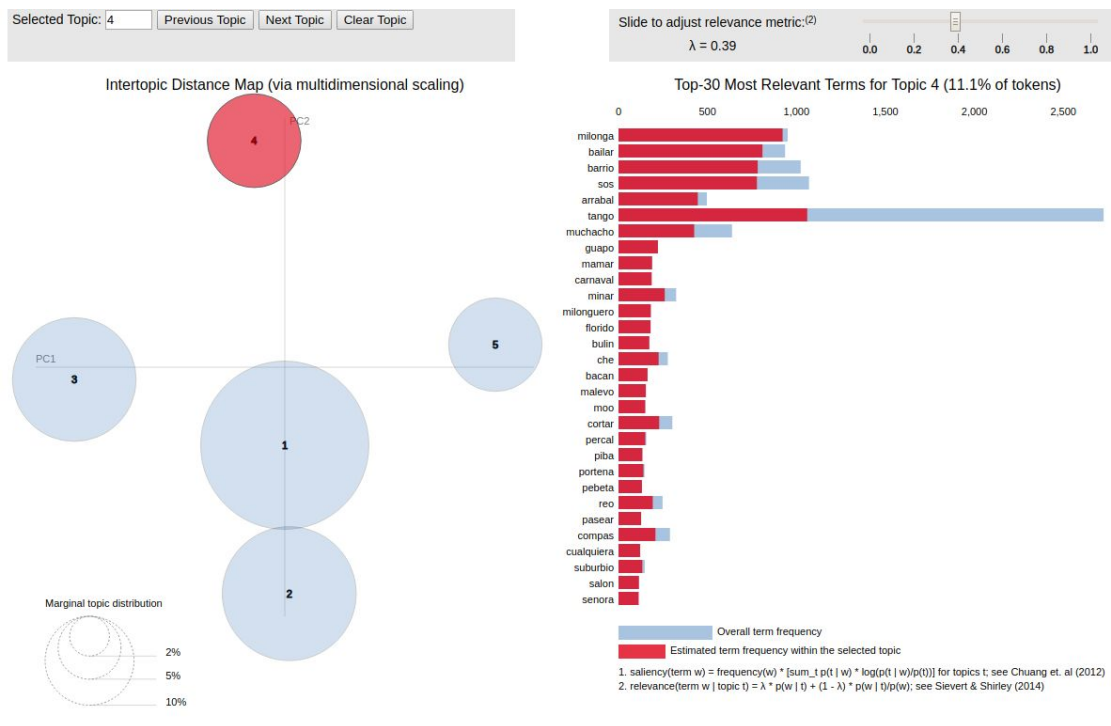 Selected Topic: 4 Previous Topic Next Topic Clear Topic
Slide to adjust relevance metric:(2)
λ = 0.39
0.0 0.2 0.4 0.6 0.8 1.0
Intertopic Distance Map (via multidimensional scaling)
PC2
4
PC1
3
5
1
2
Marginal topic distribution
2%
5%
10%
Top-30 Most Relevant Terms for Topic 4 (11.1% of tokens)
0 500 1,000 1,500 2,000 2,500
milonga
bailar
barrio
sos
arrabal
tango
muchacho
guapo
mamar
carnaval
minar
milonguero
florido
bulin
che
bacan
malevo
moo
cortar
percal
piba
portena
pebeta
reo
pasear
compas
cualquiera
suburbio
salon
senora
Overall term frequency
Estimated term frequency within the selected topic
1. saliency(term w) = frequency(w) * [sum_t p(t | w) * log(p(t | w)/p(t))] for topics t; see Chuang et. al (2012)
2. relevance(term w | topic t) = λ * p(w | t) + (1 - λ) * p(w | t)/p(w); see Sievert & Shirley (2014)